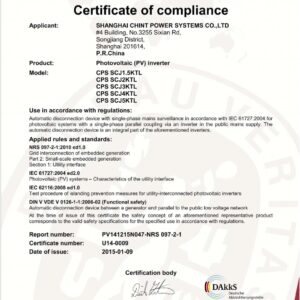 Certificate of compliance
Applicant: SHANGHAI CHINT POWER SYSTEMS CO.,LTD
#4 Building, No.3255 Sixian Rd,
Songjiang District,
Shanghai 201614,
P.R.China
Product: Photovoltaic (PV) inverter
Model: CPS SCJ1.5KTL
CPS SCJ2KTL
CPS SCJ3KTL
CPS SCJ4KTL
CPS SCJ5KTL
Use in accordance with regulations:
Automatic disconnection device with single-phase mains surveillance in accordance with IEC 61727:2004 for
photovoltaic systems with a single-phase parallel coupling via an inverter in the public mains supply. The
automatic disconnection device is an integral part of the aforementioned inverters.
Applied rules and standards:
NRS 097-2-1:2010 ed1.0
Grid interconnection of embedded generation
Part 2: Small-scale embedded generation
Section 1: Utility interface
IEC 61727:2004 ed2.0
Photovoltaic (PV) systems – Characteristics of the utility interface
IEC 62116:2008 ed1.0
Test procedure of islanding prevention measures for utility-interconnected photovoltaic inverters
DIN V VDE V 0126-1-1:2006-02 (Functional safety)
Automatic disconnection device between a generator and parallel to the public low voltage network
At the time of issue of this certificate the safety concept of an aforementioned representative product
corresponds to the valid safety specifications for the specified use in accordance with regulations.
Report number: PV141215N047-NRS 097-2-1
Certificate number: U14-0009
Date of issue: 2015-01-09
Certification body
DAkkS
Deutsche
Akkreditierungsstelle